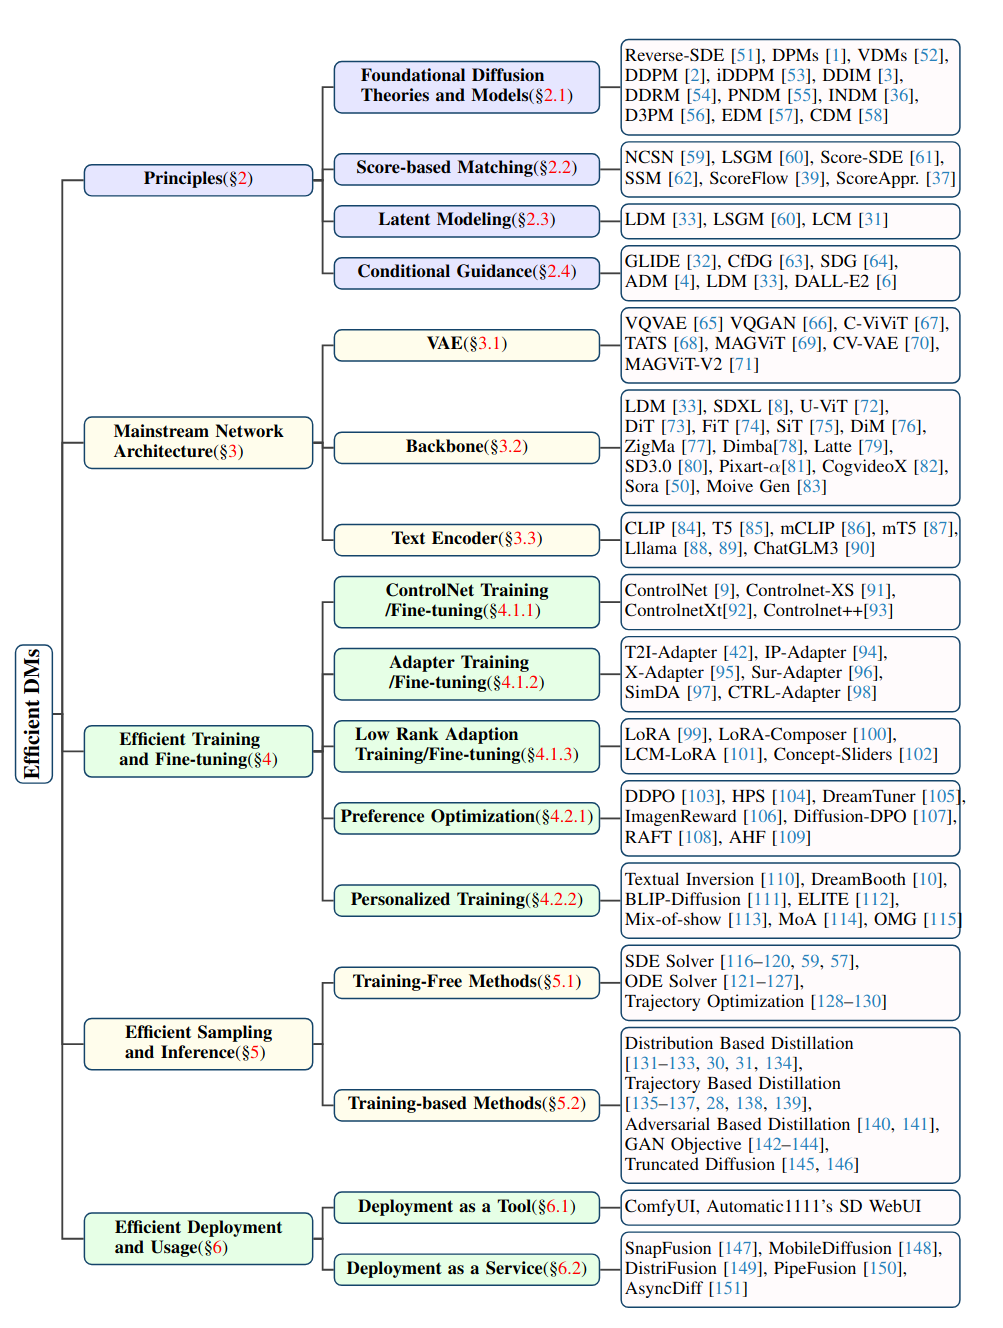 Efficient DMs
Principles(§2)
Foundational Diffusion
Theories and Models(§2.1)
Reverse-SDE [51], DPMs [1], VDMs [52],
DDPM [2], iDDPM [53], DDIM [3],
DDRM [54], PNDM [55], INDM [36],
D3PM [56], EDM [57], CDM [58]
Score-based Matching(§2.2)
NCSN [59], LSGM [60], Score-SDE [61],
SSM [62], ScoreFlow [39], ScoreAppr. [37]
Latent Modeling(§2.3)
LDM [33], LSGM [60], LCM [31]
Conditional Guidance(§2.4)
GLIDE [32], CfDG [63], SDG [64],
ADM [4], LDM [33], DALL-E2 [6]
Mainstream Network
Architecture(§3)
VAE(§3.1)
VQVAE [65] VQGAN [66], C-ViViT [67],
TATS [68], MAGViT [69], CV-VAE [70],
MAGViT-V2 [71]
Backbone(§3.2)
LDM [33], SDXL [8], U-ViT [72],
DiT [73], FiT [74], SiT [75], DiM [76],
ZigMa [77], Dimba[78], Latte [79],
SD3.0 [80], Pixart-α[81], CogvideoX [82],
Sora [50], Moive Gen [83]
Text Encoder(§3.3)
CLIP [84], T5 [85], mCLIP [86], mT5 [87],
Lllama [88, 89], ChatGLM3 [90]
Efficient Training
and Fine-tuning(§4)
ControlNet Training
/Fine-tuning(§4.1.1)
ControlNet [9], Controlnet-XS [91],
ControlnetXt[92], Controlnet++[93]
Adapter Training
/Fine-tuning(§4.1.2)
T2I-Adapter [42], IP-Adapter [94],
X-Adapter [95], Sur-Adapter [96],
SimDA [97], CTRL-Adapter [98]
Low Rank Adaption
Training/Fine-tuning(§4.1.3)
LoRA [99], LoRA-Composer [100],
LCM-LoRA [101], Concept-Sliders [102]
Preference Optimization(§4.2.1)
DDPO [103], HPS [104], DreamTuner [105],
ImagenReward [106], Diffusion-DPO [107],
RAFT [108], AHF [109]
Personalized Training(§4.2.2)
Textual Inversion [110], DreamBooth [10],
BLIP-Diffusion [111], ELITE [112],
Mix-of-show [113], MoA [114], OMG [115]
Efficient Sampling
and Inference(§5)
Training-Free Methods(§5.1)
SDE Solver [116–120, 59, 57],
ODE Solver [121–127],
Trajectory Optimization [128–130]
Training-based Methods(§5.2)
Distribution Based Distillation
[131–133, 30, 31, 134],
Trajectory Based Distillation
[135–137, 28, 138, 139],
Adversarial Based Distillation [140, 141],
GAN Objective [142–144],
Truncated Diffusion [145, 146]
Efficient Deployment
and Usage(§6)
Deployment as a Tool(§6.1)
ComfyUI, Automatic1111's SD WebUI
Deployment as a Service(§6.2)
SnapFusion [147], MobileDiffusion [148],
DistriFusion [149], PipeFusion [150],
AsyncDiff [151]